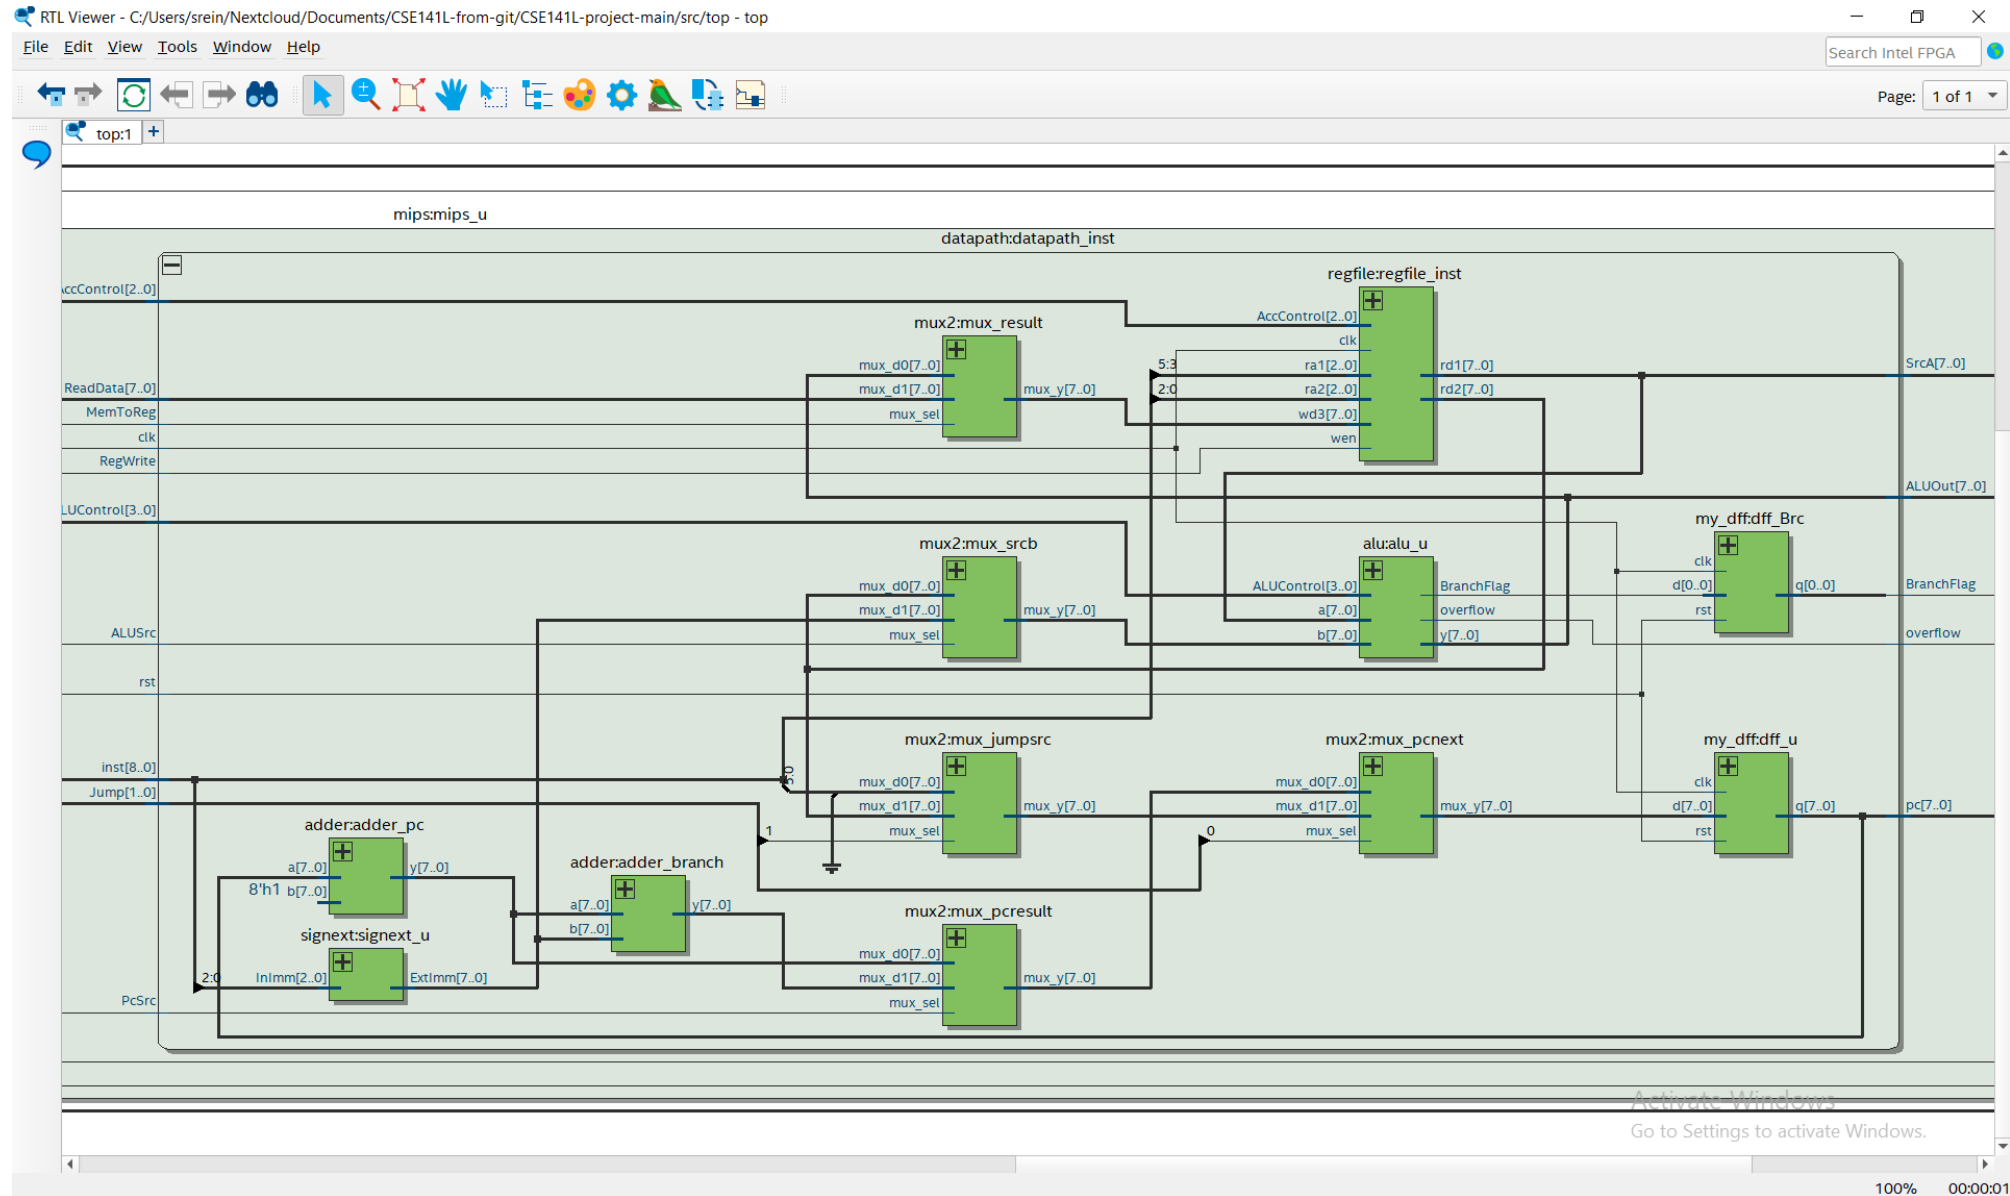 RTL Viewer - C:/Users/srein/Nextcloud/Documents/CSE141L-from-git/CSE141L-project-main/src/top - top
File Edit View Tools Window Help
Search Intel FPGA
Page: 1 of 1
top:1 +
mips:mips_u
datapath:datapath_inst
ccControl[2..0]
ReadData[7..0]
MemToReg
clk
RegWrite
LUControl[3..0]
ALUSrc
rst
inst[8..0]
Jump[1..0]
PcSrc
mux2:mux_result
mux_d0[7..0]
mux_d1[7..0] mux_y[7..0]
mux_sel
regfile:regfile_inst
AccControl[2..0]
clk
5:3 ra1[2..0] rd1[7..0]
2:0 ra2[2..0] rd2[7..0]
wd3[7..0]
wen
SrcA[7..0]
ALUOut[7..0]
mux2:mux_srcb
mux_d0[7..0]
mux_d1[7..0] mux_y[7..0]
mux_sel
alu:alu_u
ALUControl[3..0] BranchFlag
a[7..0] overflow
b[7..0] y[7..0]
my_dff:dff_Brc
clk
d[0..0] q[0..0]
rst
BranchFlag
overflow
5:0
mux2:mux_jumpsrc
mux_d0[7..0]
mux_d1[7..0] mux_y[7..0]
1 mux_sel
mux2:mux_pcnext
mux_d0[7..0]
mux_d1[7..0] mux_y[7..0]
0 mux_sel
my_dff:dff_u
clk
d[7..0] q[7..0]
rst
pc[7..0]
adder:adder_pc
a[7..0] y[7..0]
8'h1 b[7..0]
adder:adder_branch
a[7..0] y[7..0]
b[7..0]
signext:signext_u
2:0 InImm[2..0] ExtImm[7..0]
mux2:mux_pcresult
mux_d0[7..0]
mux_d1[7..0] mux_y[7..0]
mux_sel
Activate Windows
Go to Settings to activate Windows.
100% 00:00:01